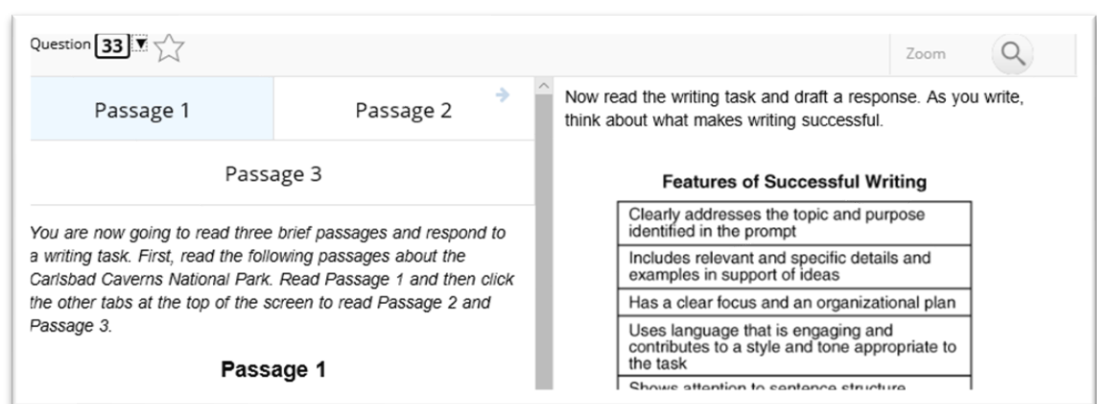 Question 33
Zoom
Passage 1
Passage 2
Passage 3
You are now going to read three brief passages and respond to
a writing task. First, read the following passages about the
Carlsbad Caverns National Park. Read Passage 1 and then click
the other tabs at the top of the screen to read Passage 2 and
Passage 3.
Passage 1
Now read the writing task and draft a response. As you write,
think about what makes writing successful.
Features of Successful Writing
Clearly addresses the topic and purpose
identified in the prompt
Includes relevant and specific details and
examples in support of ideas
Has a clear focus and an organizational plan
Uses language that is engaging and
contributes to a style and tone appropriate to
the task
Shows attention to sentence structure